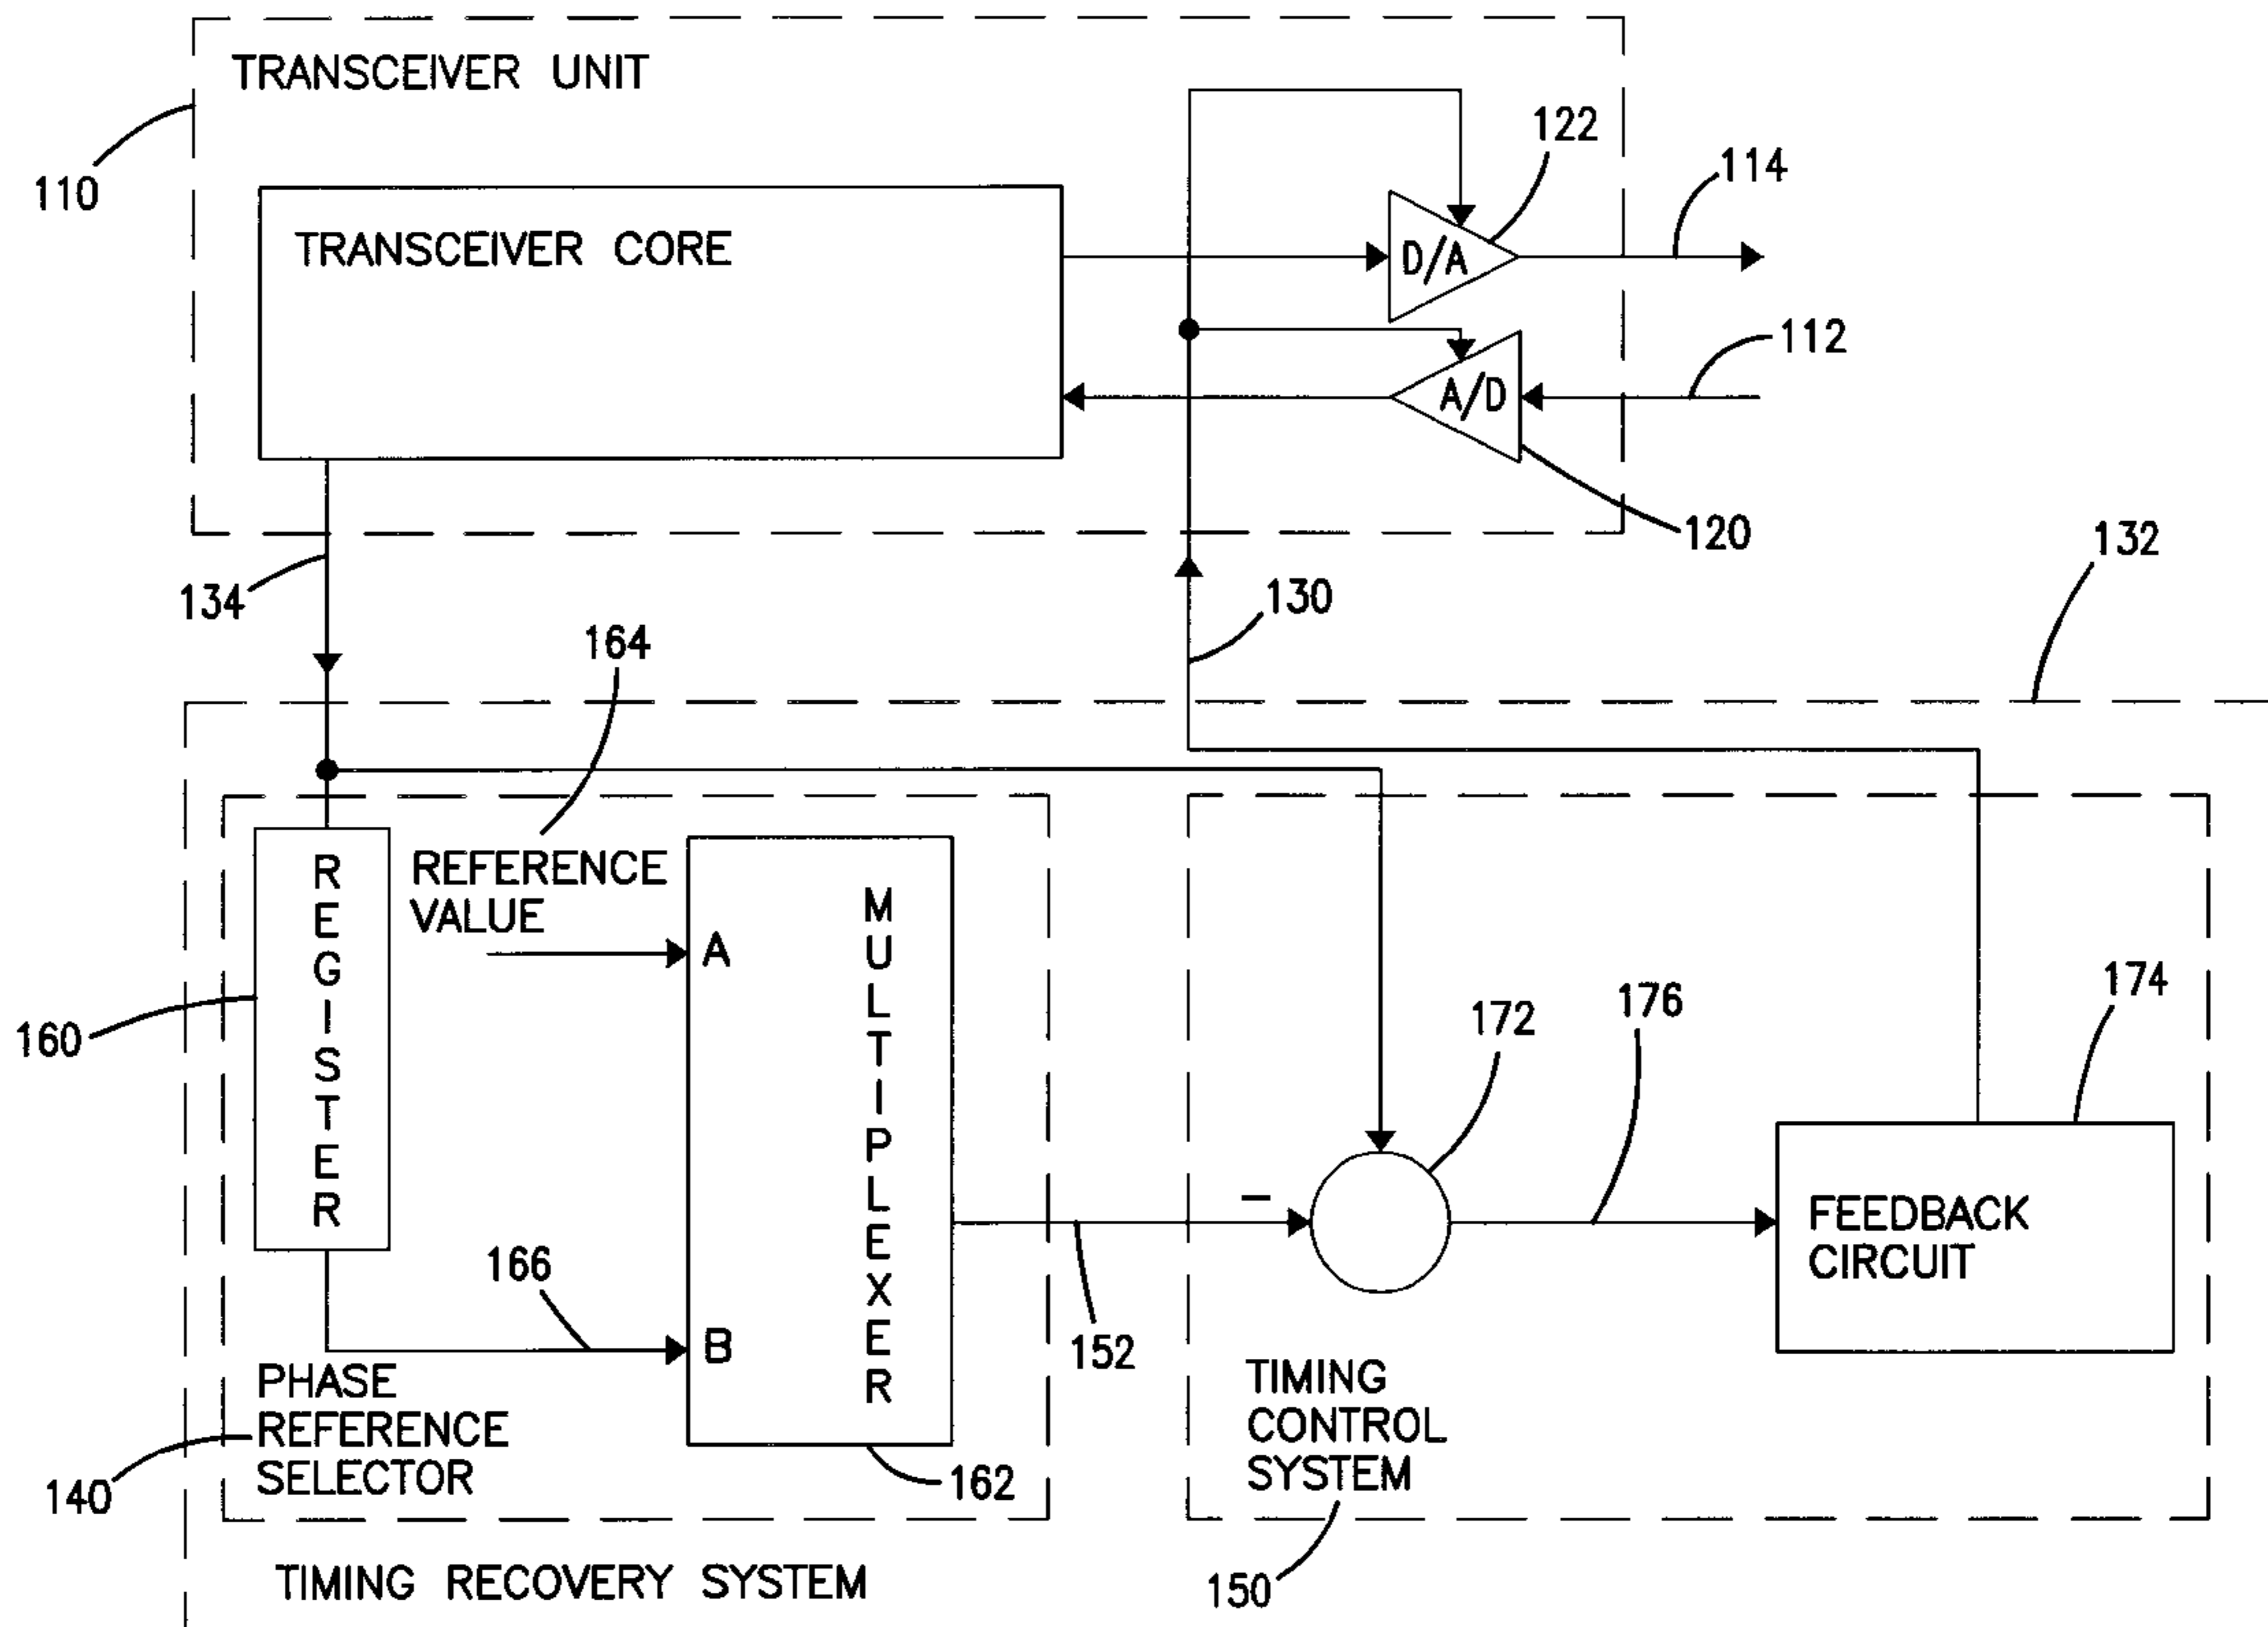 TRANSCEIVER UNIT
110
TRANSCEIVER CORE
122
D/A
114
A/D
112
120
134
130
132
164
REFERENCE
VALUE
REGISTER
160
A
B
MULTIPLEXER
166
PHASE
REFERENCE
SELECTOR
140
162
152
–
172
176
174
FEEDBACK
CIRCUIT
TIMING
CONTROL
SYSTEM
150
TIMING RECOVERY SYSTEM